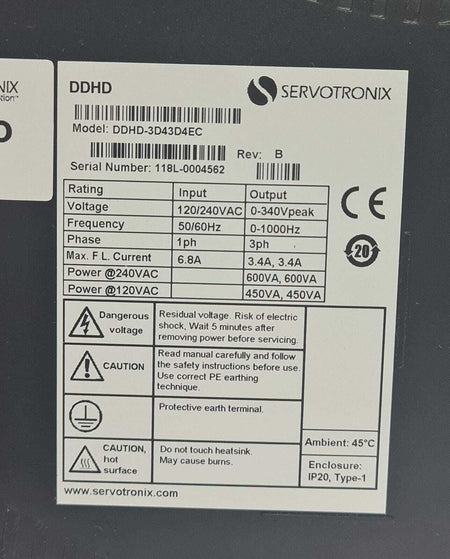 NIX
DDHD
SERVOTRONIX
Model: DDHD-3D43D4EC
Serial Number: 118L-0004562
Rev: B
Rating Input Output
Voltage 120/240VAC 0-340Vpeak
Frequency 50/60Hz 0-1000Hz
Phase 1ph 3ph
Max. F L. Current 6.8A 3.4A, 3.4A
Power @240VAC 600VA, 600VA
Power @120VAC 450VA, 450VA
CE
20
Dangerous
voltage
Residual voltage. Risk of electric
shock, Wait 5 minutes after
removing power before servicing.
CAUTION
Read manual carefully and follow
the safety instructions before use.
Use correct PE earthing
technique.
Protective earth terminal.
CAUTION,
hot
surface
Do not touch heatsink.
May cause burns.
Ambient: 45°C
Enclosure:
IP20, Type-1
www.servotronix.com